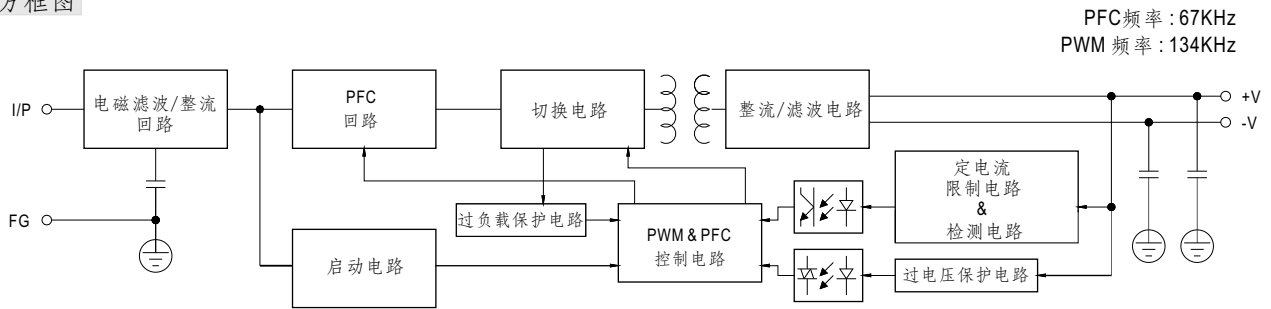 方框图
PFC频率 : 67KHz
PWM 频率 : 134KHz
I/P
电磁滤波/整流
回路
PFC
回路
切换电路
整流/滤波电路
+V
-V
定电流
限制电路
&
检测电路
FG
过负载保护电路
PWM & PFC
控制电路
启动电路
过电压保护电路